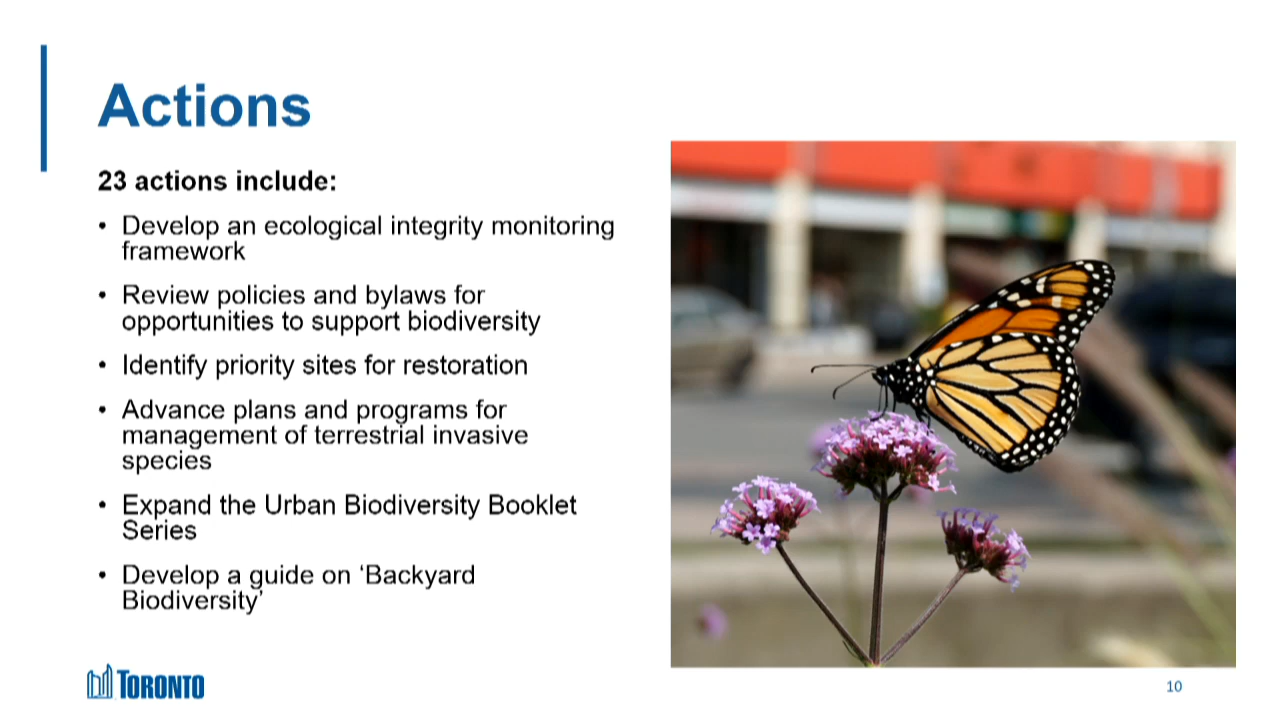 Actions
23 actions include:
• Develop an ecological integrity monitoring
framework
• Review policies and bylaws for
opportunities to support biodiversity
• Identify priority sites for restoration
• Advance plans and programs for
management of terrestrial invasive
species
• Expand the Urban Biodiversity Booklet
Series
• Develop a guide on ‘Backyard
Biodiversity’
TORONTO
10